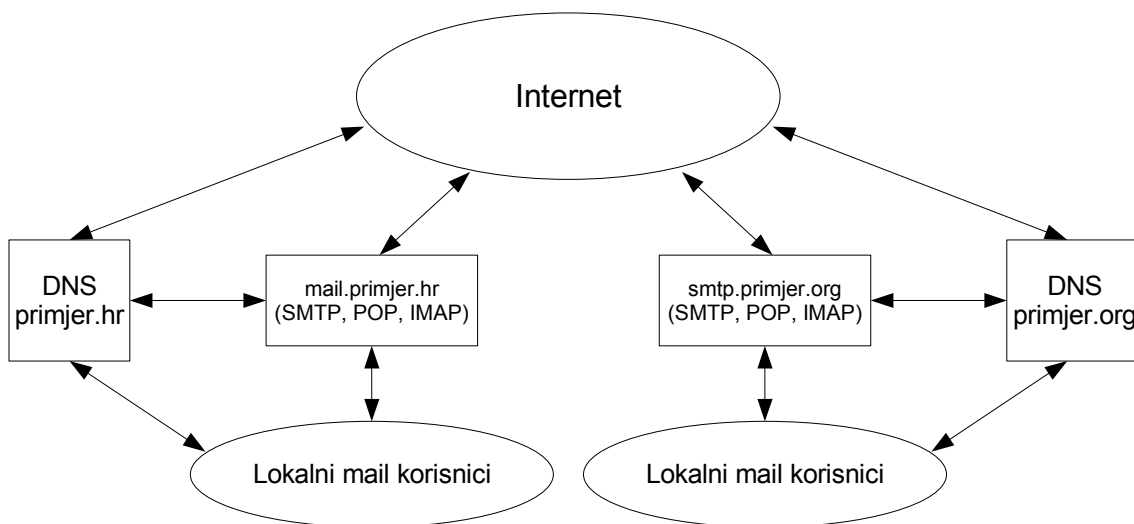 Internet
DNS
primjer.hr
mail.primjer.hr
(SMTP, POP, IMAP)
smtp.primjer.org
(SMTP, POP, IMAP)
DNS
primjer.org
Lokalni mail korisnici
Lokalni mail korisnici